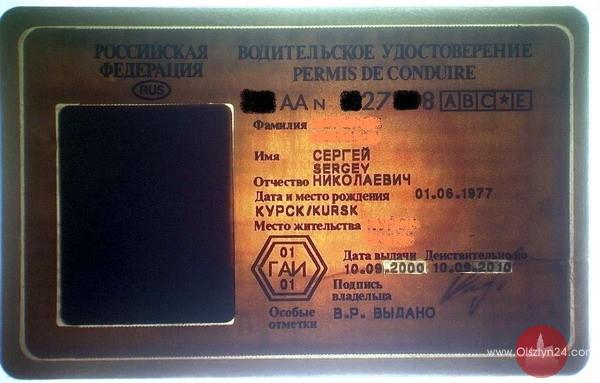 РОССИЙСКАЯ
ФЕДЕРАЦИЯ
RUS
ВОДИТЕЛЬСКОЕ УДОСТОВЕРЕНИЕ
PERMIS DE CONDUIRE
АА N 27 8 A B C * E
Фамилия
Имя СЕРГЕЙ
SERGEY
Отчество НИКОЛАЕВИЧ
Дата и место рождения 01.06.1977
КУРСК/KURSK
Место жительства
Дата выдачи Действительно до
10.09.2000 10.09.2010
01
ГАИ
01
Подпись
владельца
Особые
отметки В.Р. ВЫДАНО
www.Olsztyn24.com